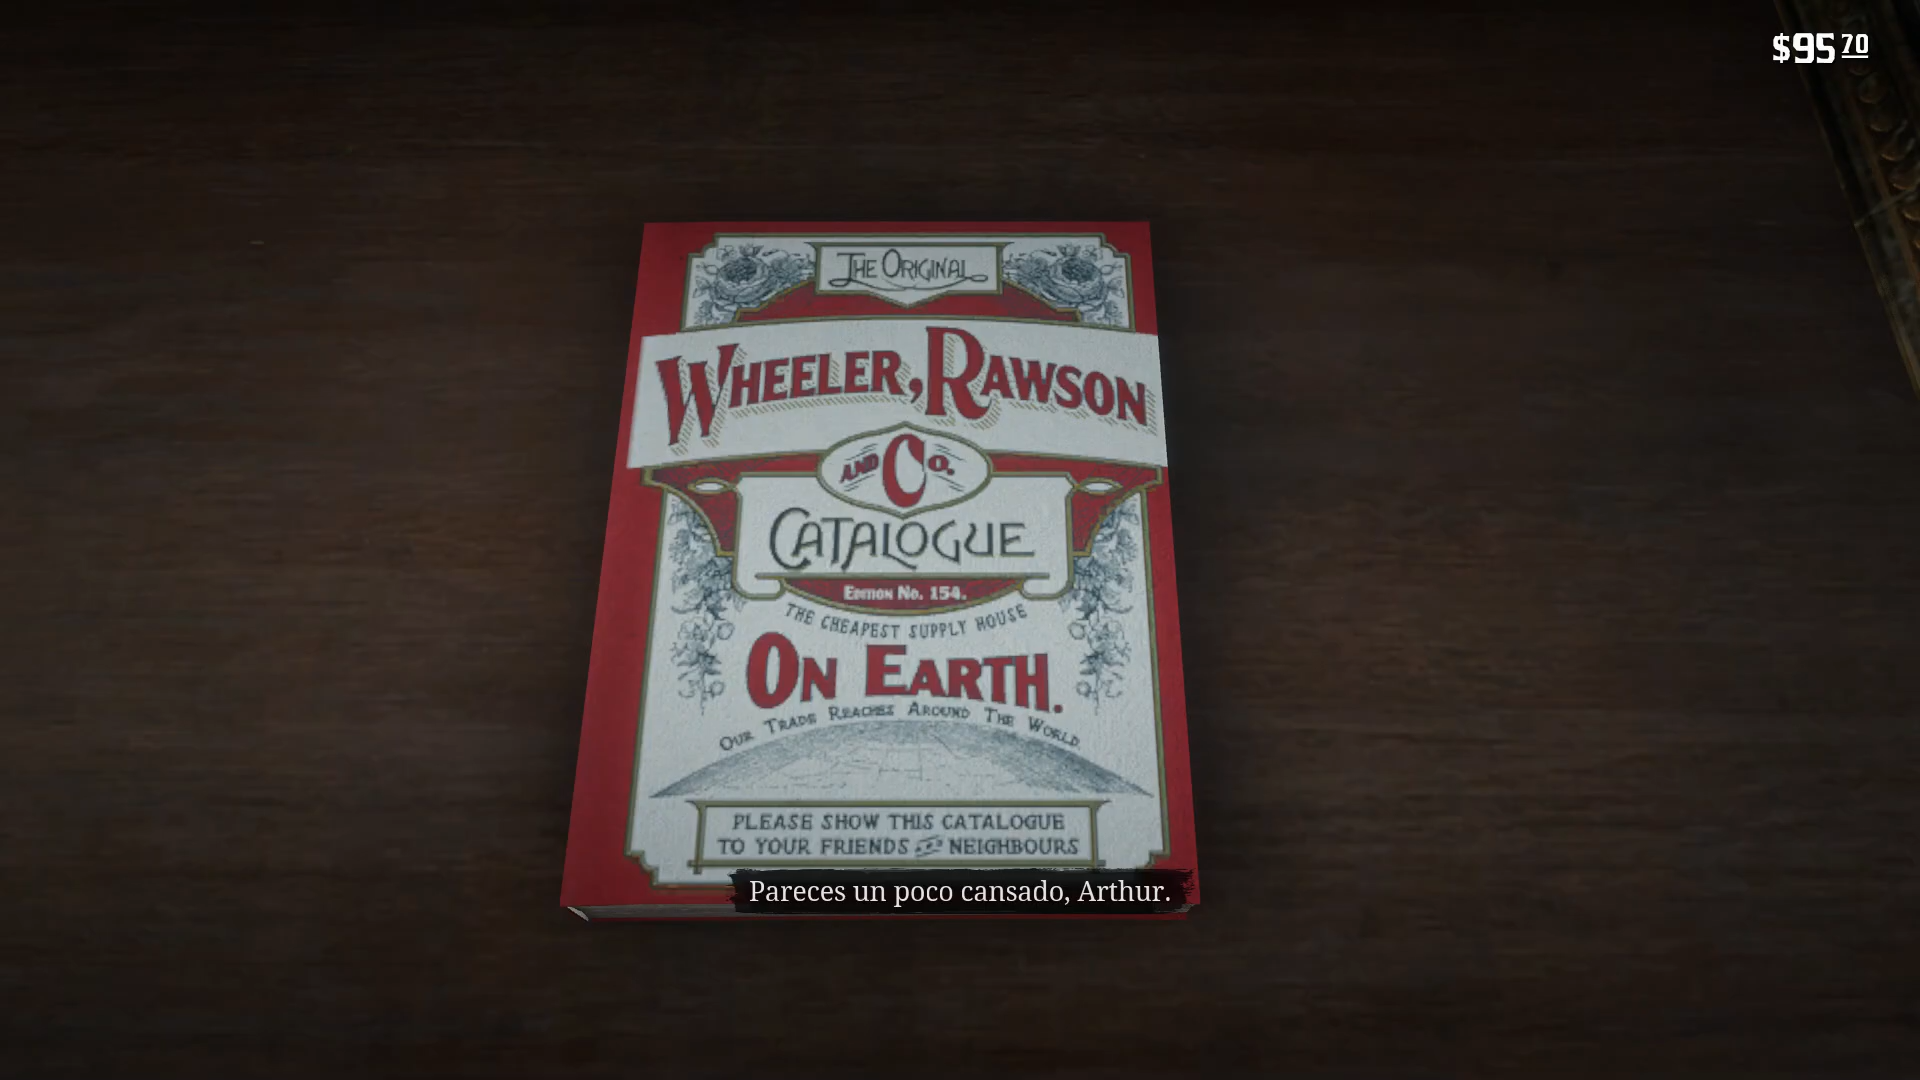 $95 70
THE ORIGINAL
WHEELER, RAWSON
AND CO.
CATALOGUE
EDITION No. 154.
THE CHEAPEST SUPPLY HOUSE
ON EARTH.
OUR TRADE REACHES AROUND THE WORLD.
PLEASE SHOW THIS CATALOGUE
TO YOUR FRIENDS AND NEIGHBOURS
Pareces un poco cansado, Arthur.